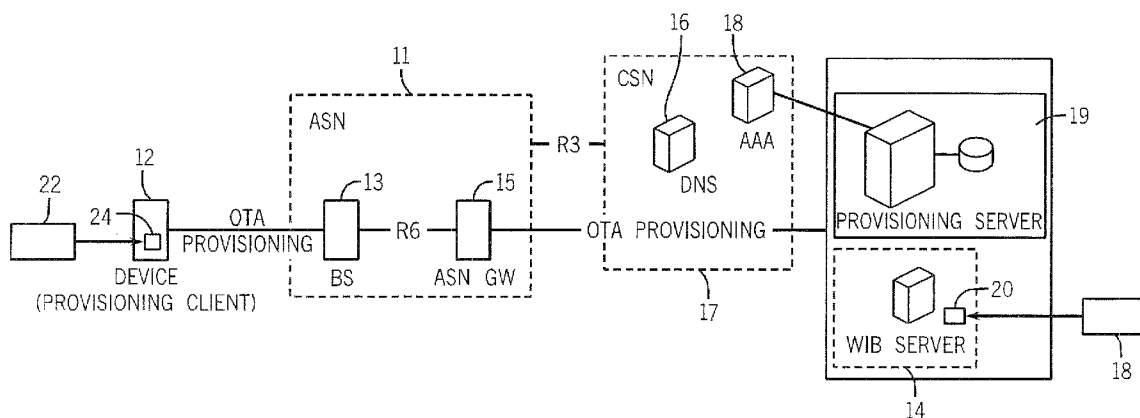 16
18
11
CSN
ASN
19
AAA
R3
12
DNS
13
15
22
24
OTA
PROVISIONING
R6
OTA PROVISIONING
PROVISIONING SERVER
DEVICE
(PROVISIONING CLIENT)
BS
ASN GW
20
17
WIB SERVER
14
18